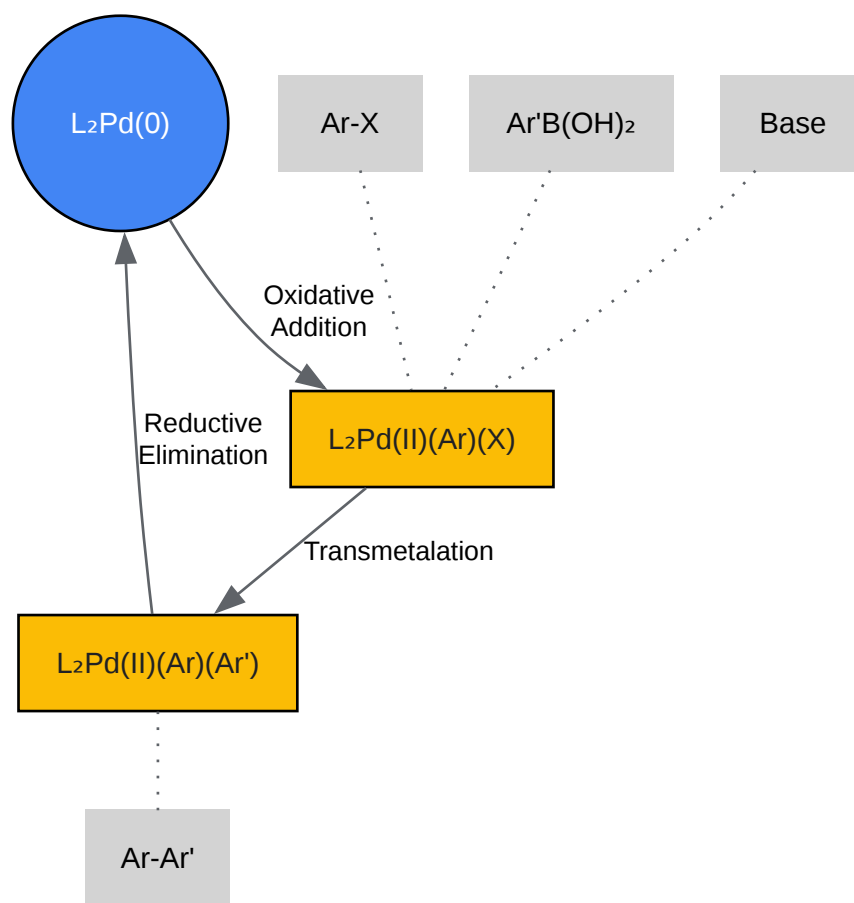 L₂Pd(0)
Ar-X
Ar'B(OH)₂
Base
Oxidative
Addition
Reductive
Elimination
L₂Pd(II)(Ar)(X)
Transmetalation
L₂Pd(II)(Ar)(Ar')
Ar-Ar'